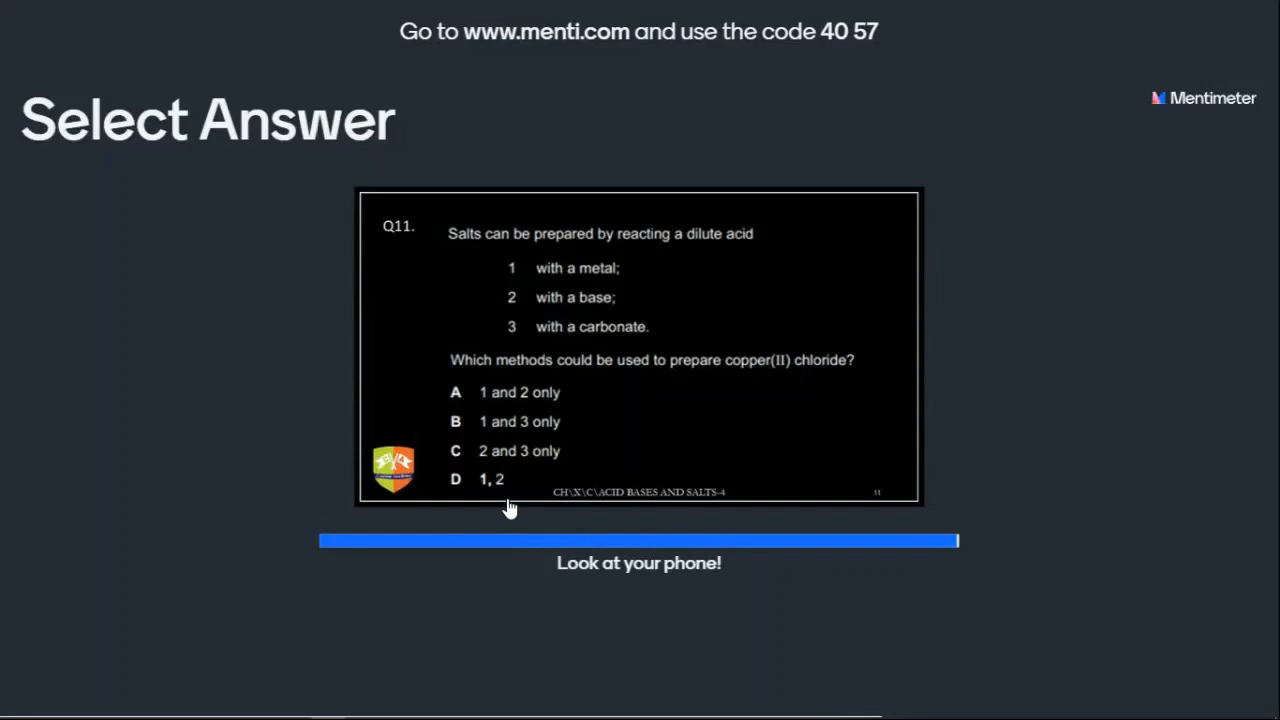 Go to www.menti.com and use the code 40 57
Mentimeter
Select Answer
Q11.
Salts can be prepared by reacting a dilute acid
1 with a metal;
2 with a base;
3 with a carbonate.
Which methods could be used to prepare copper(II) chloride?
A 1 and 2 only
B 1 and 3 only
C 2 and 3 only
D 1, 2
CH\X\C\ACID BASES AND SALTS-4
11
Look at your phone!